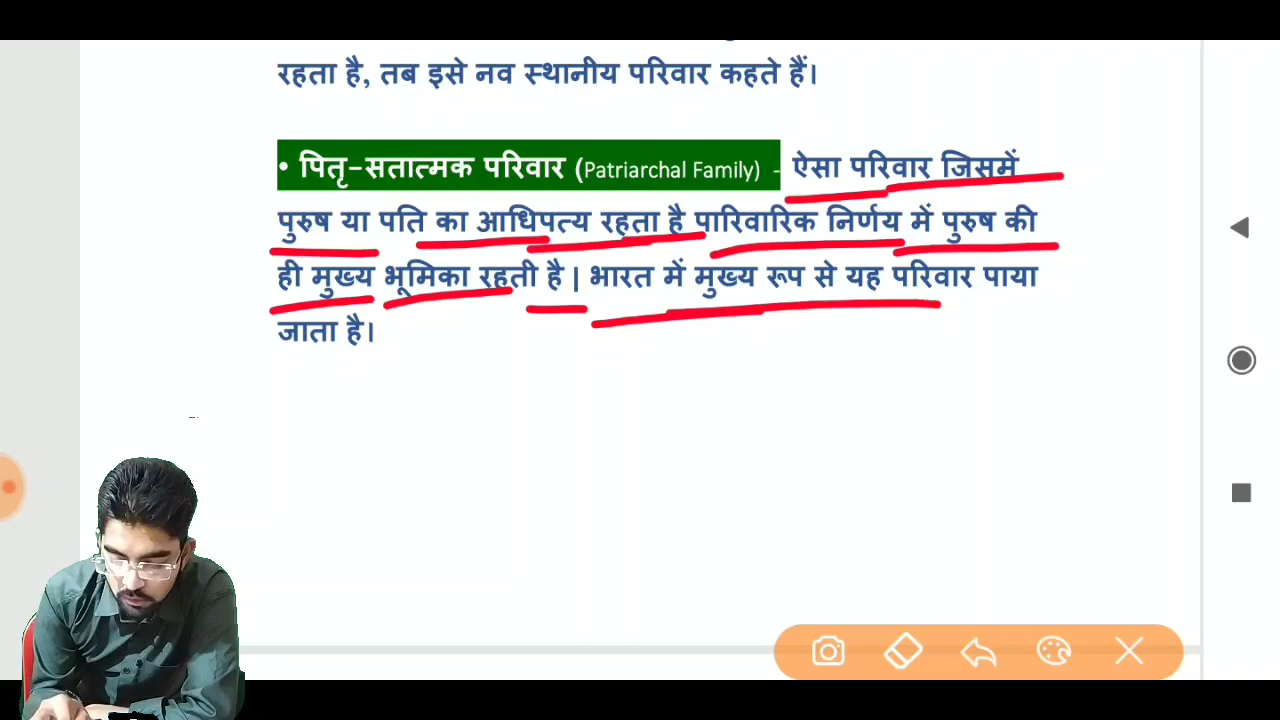 रहता है, तब इसे नव स्थानीय परिवार कहते हैं।
• पितृ-सतात्मक परिवार (Patriarchal Family) - ऐसा परिवार जिसमें
पुरुष या पति का आधिपत्य रहता है पारिवारिक निर्णय में पुरुष की
ही मुख्य भूमिका रहती है | भारत में मुख्य रूप से यह परिवार पाया
जाता है।